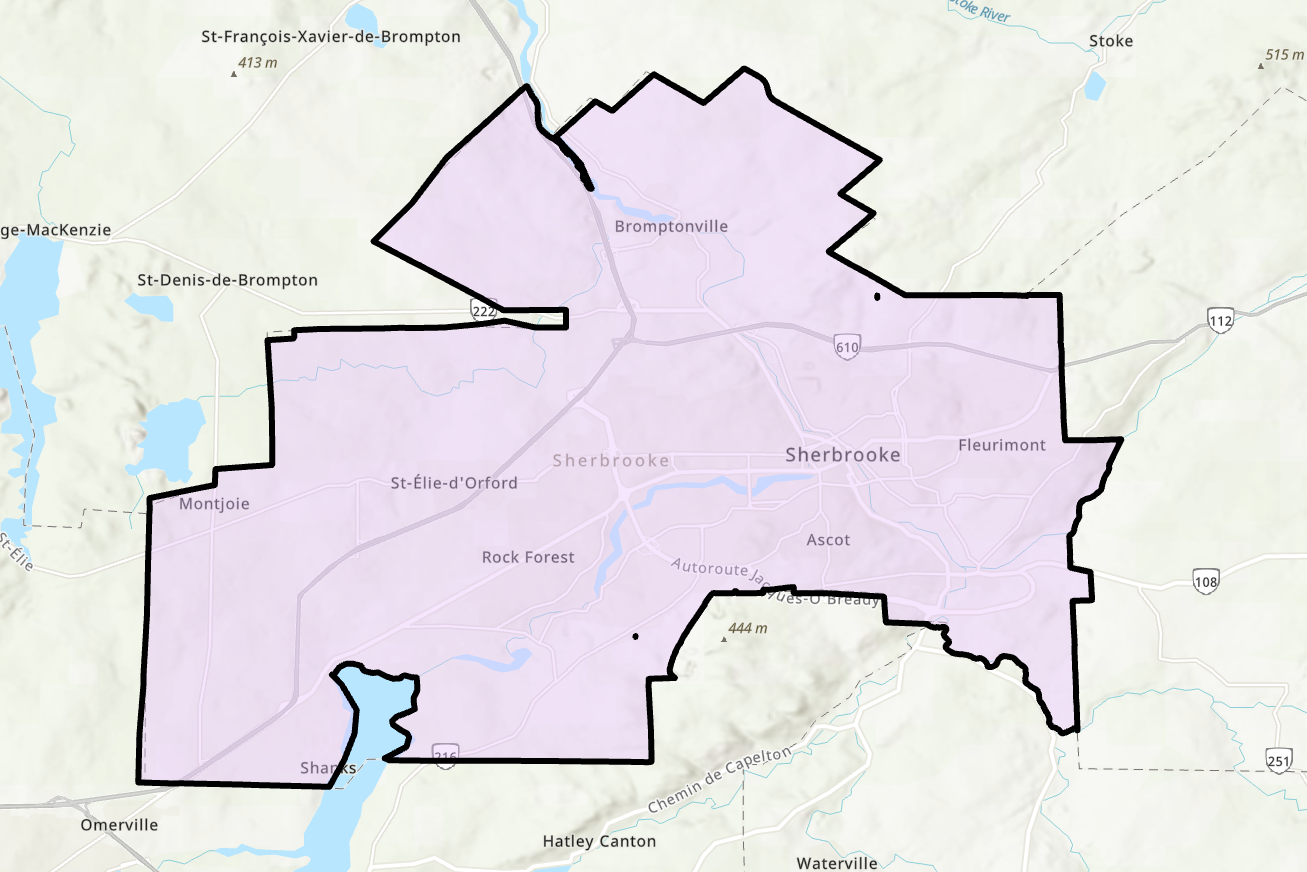 Stoke River
St-François-Xavier-de-Brompton
Stoke
413 m
515 m
ge-MacKenzie
Bromptonville
St-Denis-de-Brompton
222
112
610
Fleurimont
Sherbrooke
Sherbrooke
St-Élie-d'Orford
Montjoie
Ascot
St-Élie
Rock Forest
Autoroute Jacques-O Bready
108
444 m
216
Shanks
Chemin de Capelton
251
Omerville
Hatley Canton
Waterville